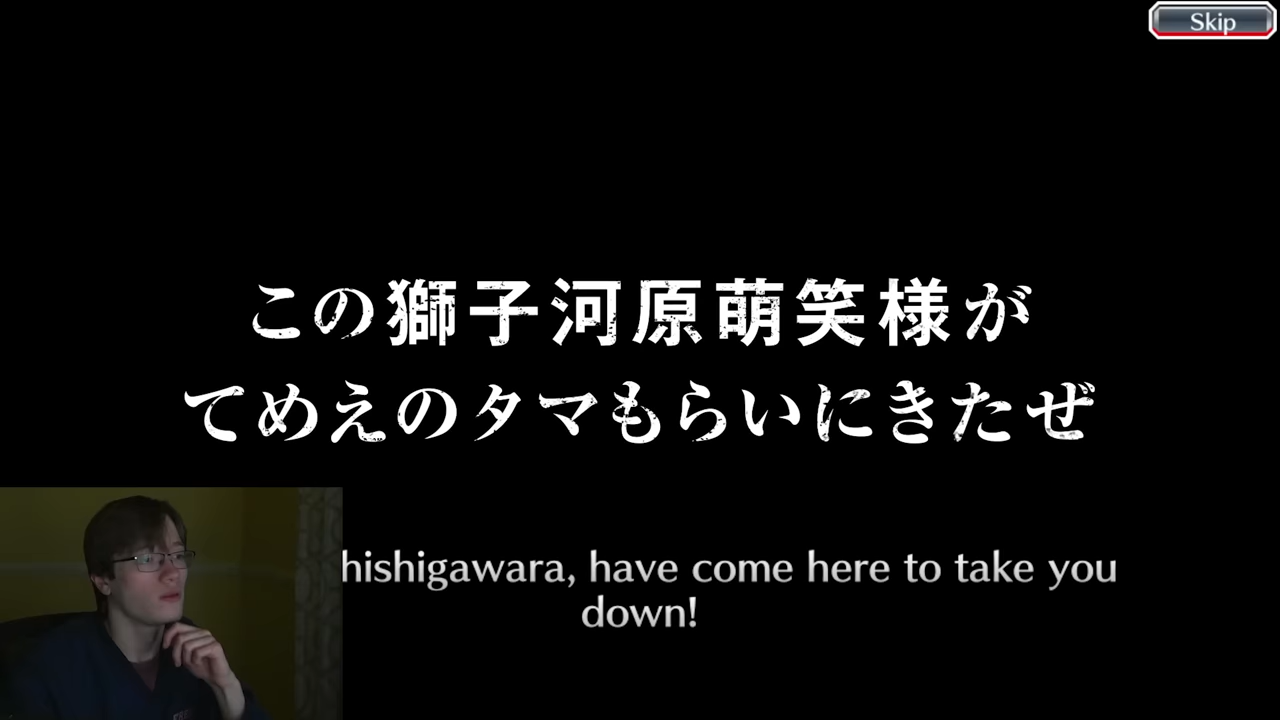 Skip
この獅子河原萌笑様が
てめえのタマもらいにきたぜ
hishigawara, have come here to take you
down!